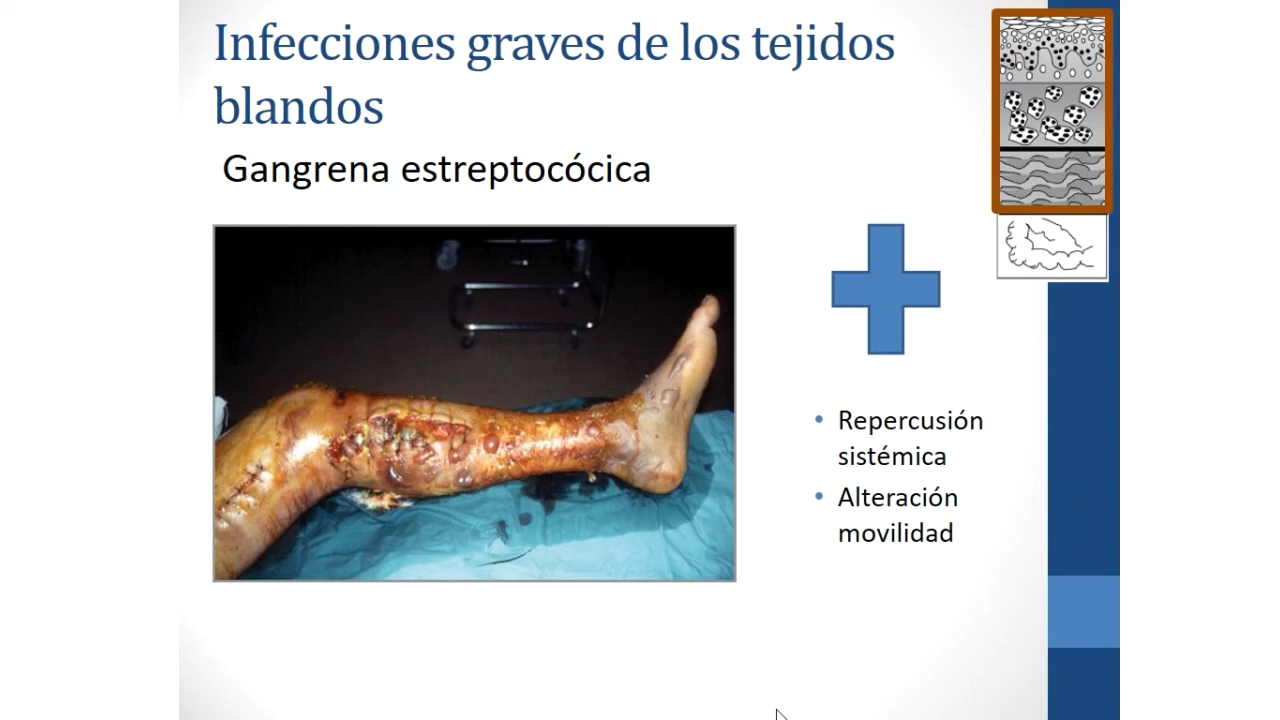 Infecciones graves de los tejidos
blandos
Gangrena estreptocócica
• Repercusión
sistémica
• Alteración
movilidad